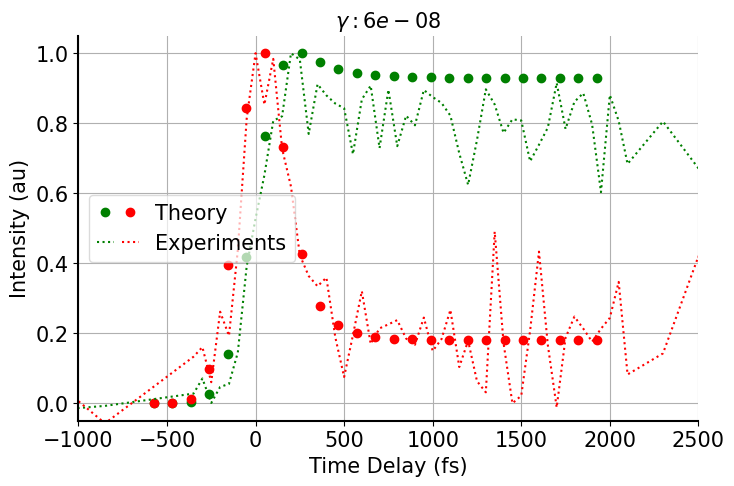 γ : 6e − 08
1.0
0.8
0.6
0.4
0.2
0.0
Intensity (au)
Theory
Experiments
−1000 −500 0 500 1000 1500 2000 2500
Time Delay (fs)